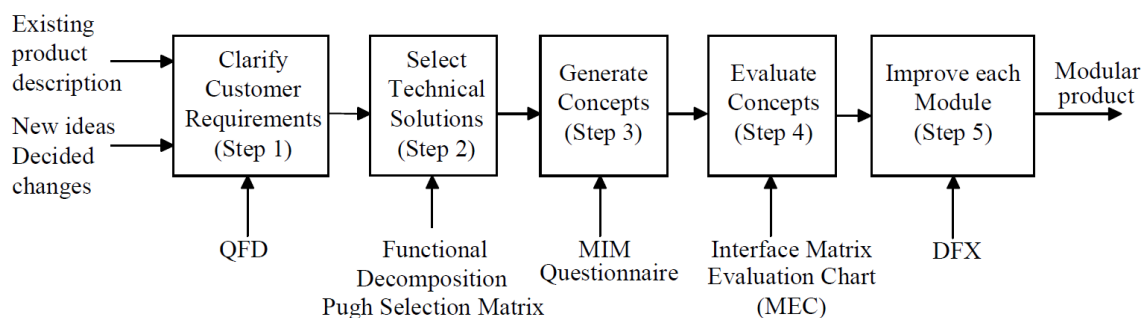 Existing
product
description
New ideas
Decided
changes
Clarify
Customer
Requirements
(Step 1)
QFD
Select
Technical
Solutions
(Step 2)
Functional
Decomposition
Pugh Selection Matrix
Generate
Concepts
(Step 3)
MIM
Questionnaire
Evaluate
Concepts
(Step 4)
Interface Matrix
Evaluation Chart
(MEC)
Improve each
Module
(Step 5)
DFX
Modular
product